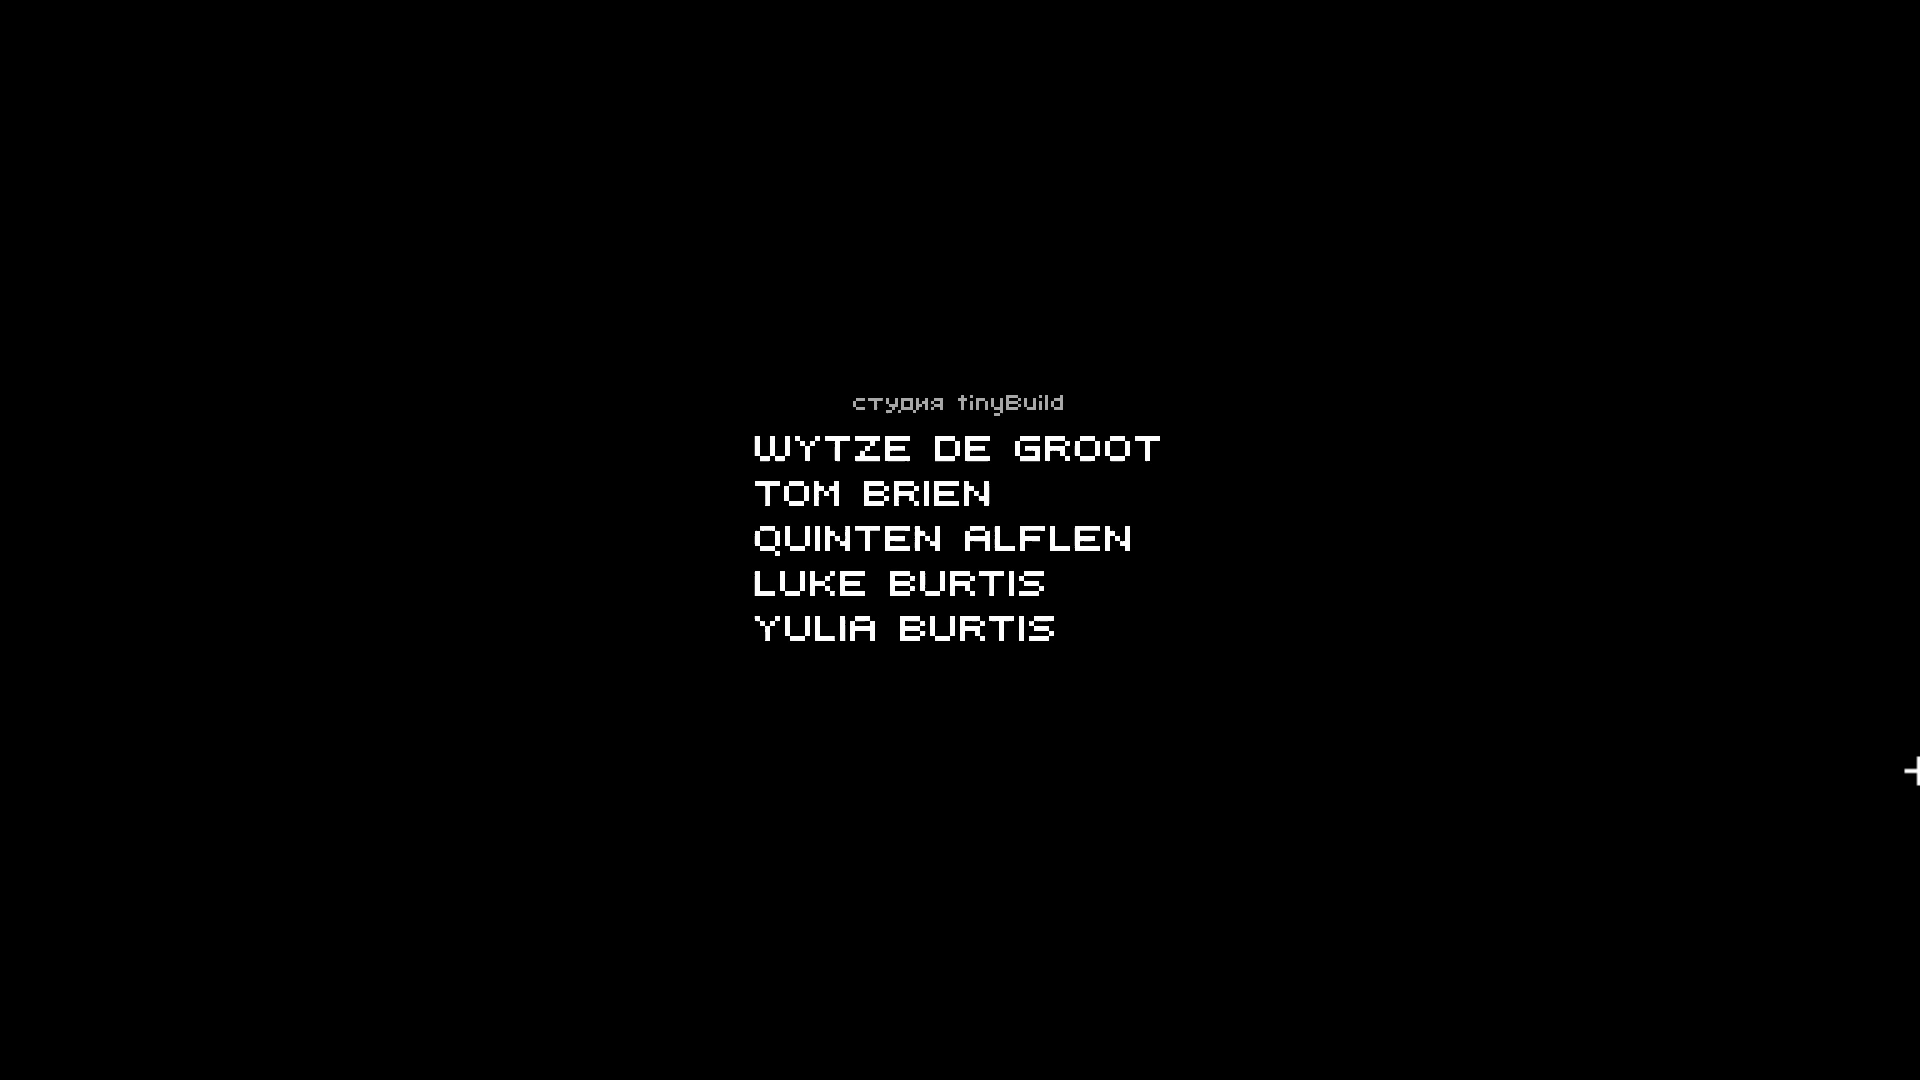 студия tinyBuild
WYTZE DE GROOT
TOM BRIEN
QUINTEN ALFLEN
LUKE BURTIS
YULIA BURTIS